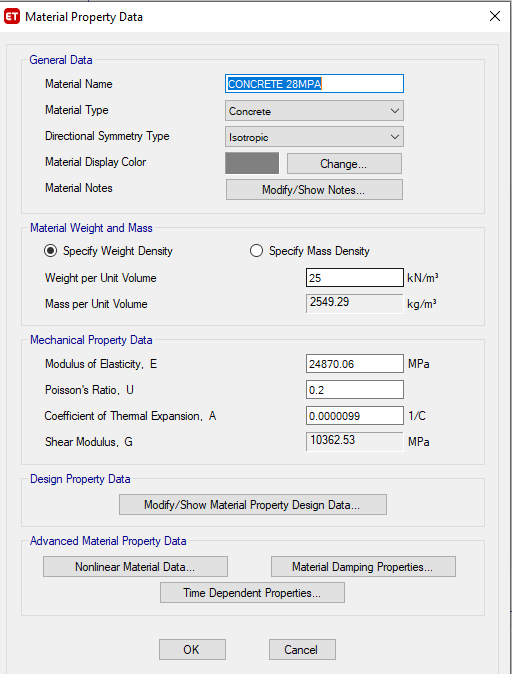 ET Material Property Data
General Data
Material Name CONCRETE 28MPA
Material Type Concrete
Directional Symmetry Type Isotropic
Material Display Color Change...
Material Notes Modify/Show Notes...
Material Weight and Mass
Specify Weight Density Specify Mass Density
Weight per Unit Volume 25 kN/m³
Mass per Unit Volume 2549.29 kg/m³
Mechanical Property Data
Modulus of Elasticity, E 24870.06 MPa
Poisson's Ratio, U 0.2
Coefficient of Thermal Expansion, A 0.0000099 1/C
Shear Modulus, G 10362.53 MPa
Design Property Data
Modify/Show Material Property Design Data...
Advanced Material Property Data
Nonlinear Material Data... Material Damping Properties...
Time Dependent Properties...
OK Cancel